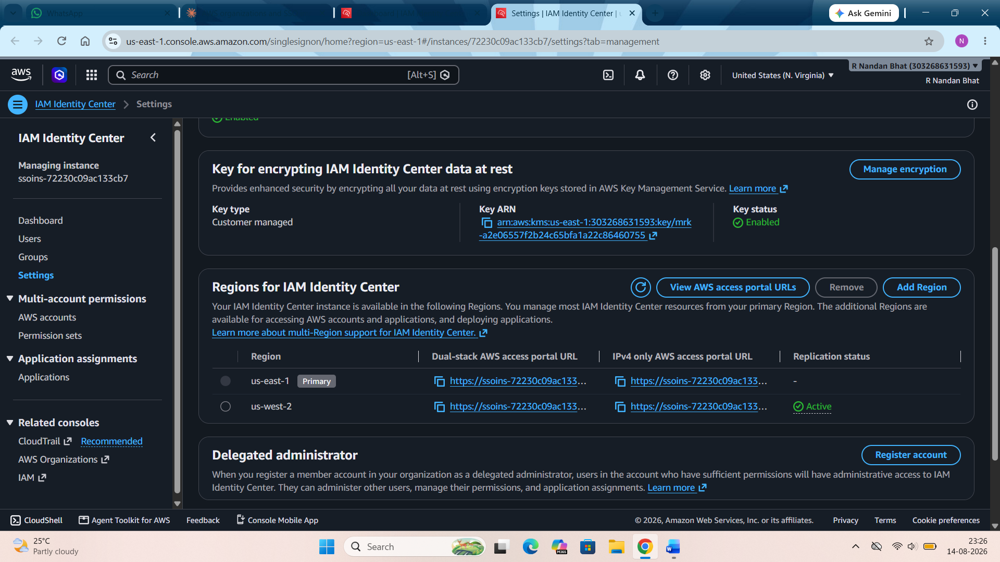 WhatsApp
Settings | IAM Identity Center |
Ask Gemini
us-east-1.console.aws.amazon.com/singlesignon/home?region=us-east-1#/instances/72230c09ac133cb7/settings?tab=management
N
aws
Search
[Alt+S]
United States (N. Virginia)
R Nandan Bhat (303268631593)
R Nandan Bhat
IAM Identity Center
Settings
IAM Identity Center
Managing instance
ssoins-72230c09ac133cb7
Dashboard
Users
Groups
Settings
Multi-account permissions
AWS accounts
Permission sets
Application assignments
Applications
Related consoles
CloudTrail Recommended
AWS Organizations
IAM
Enabled
Key for encrypting IAM Identity Center data at rest
Manage encryption
Provides enhanced security by encrypting all your data at rest using encryption keys stored in AWS Key Management Service. Learn more
Key type
Customer managed
Key ARN
arn:aws:kms:us-east-1:303268631593:key/mrk
-a2e06557f2b24c65bfa1a22c86460755
Key status
Enabled
Regions for IAM Identity Center
View AWS access portal URLs
Remove
Add Region
Your IAM Identity Center instance is available in the following Regions. You manage most IAM Identity Center resources from your primary Region. The additional Regions are
available for accessing AWS accounts and applications, and deploying applications.
Learn more about multi-Region support for IAM Identity Center.
Region Dual-stack AWS access portal URL IPv4 only AWS access portal URL Replication status
us-east-1 Primary https://ssoins-72230c09ac133... https://ssoins-72230c09ac133... -
us-west-2 https://ssoins-72230c09ac133... https://ssoins-72230c09ac133... Active
Delegated administrator
Register account
When you register a member account in your organization as a delegated administrator, users in the account who have sufficient permissions will have administrative access to IAM
Identity Center. They can administer other users, manage their permissions, and application assignments. Learn more
CloudShell
Agent Toolkit for AWS
Feedback
Console Mobile App
© 2026, Amazon Web Services, Inc. or its affiliates.
Privacy
Terms
Cookie preferences
25°C
Partly cloudy
Search
M365
W
23:26
14-08-2026